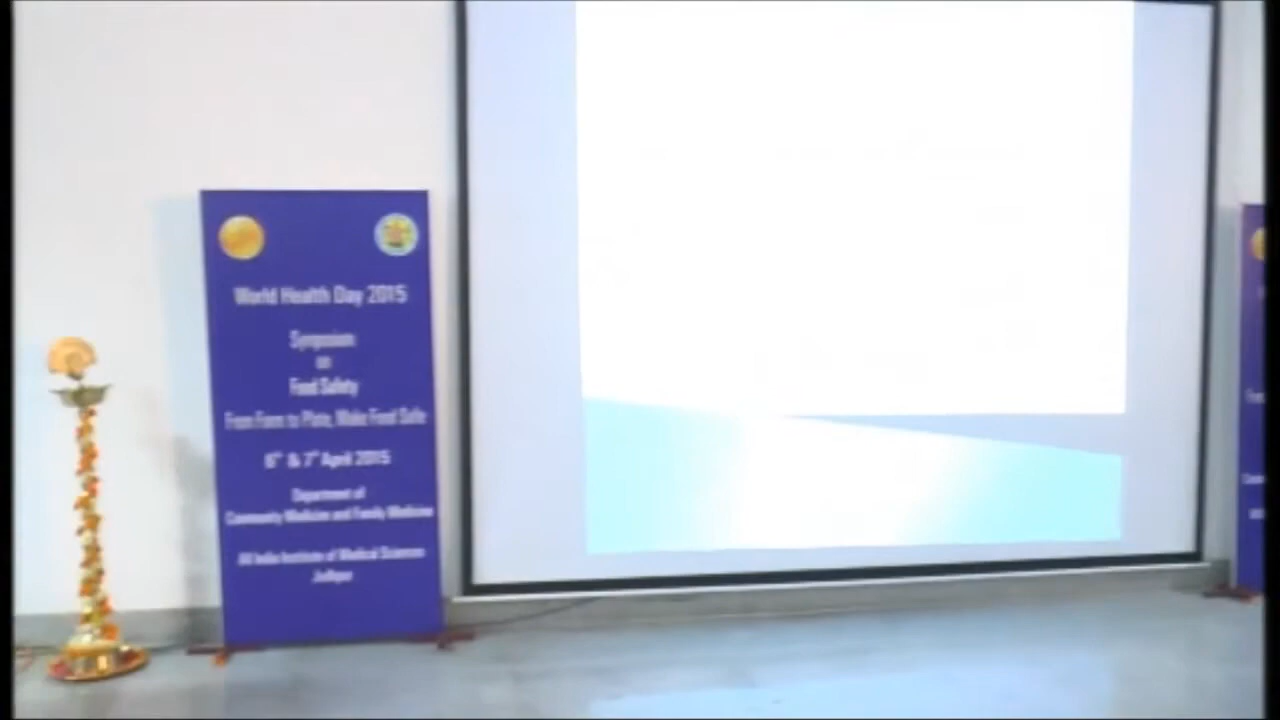 World Health Day 2015
Symposium
on
Food Safety
From Farm to Plate, Make Food Safe
6th & 7th April 2015
Department of
Community Medicine and Family Medicine
All India Institute of Medical Sciences
Jodhpur